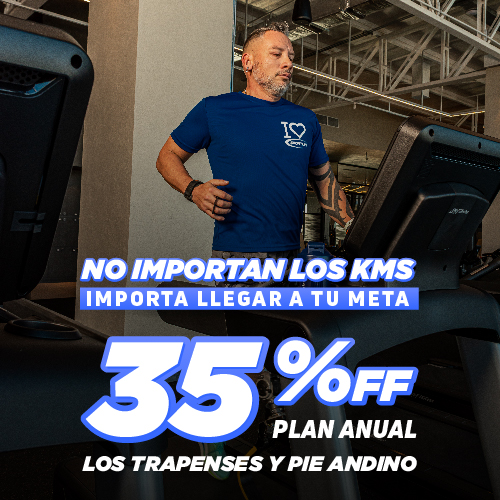 I
NO IMPORTAN LOS KMS
IMPORTA LLEGAR A TU META
35%OFF
PLAN ANUAL
LOS TRAPENSES Y PIE ANDINO